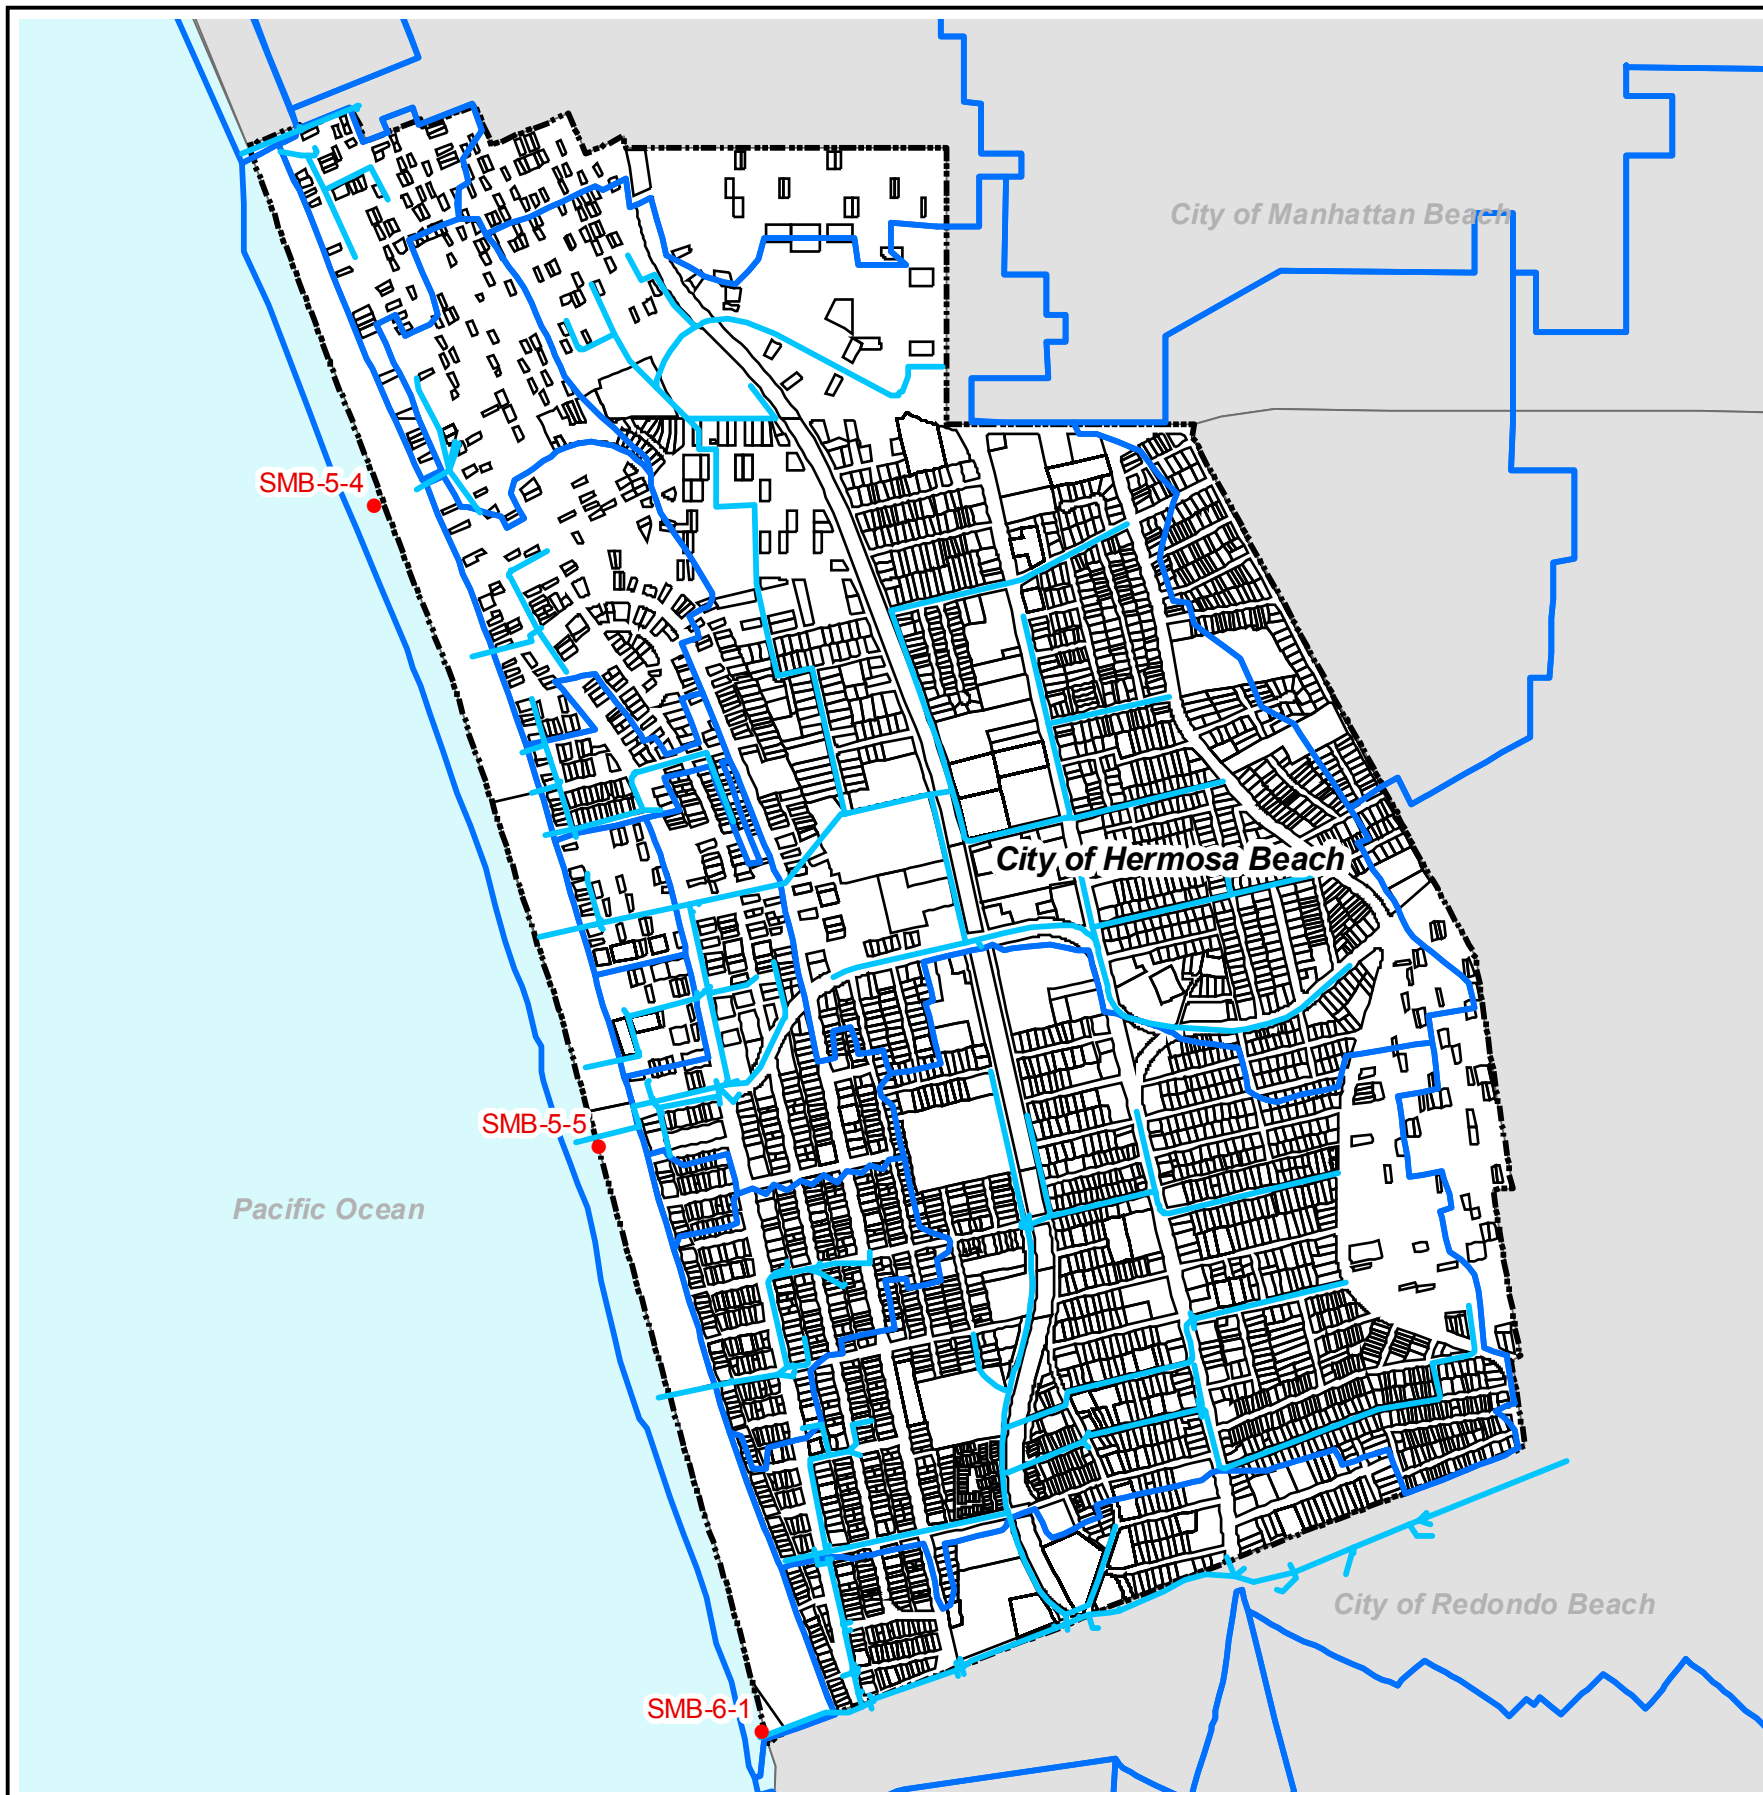 City of Manhattan Beach
SMB-5-4
City of Hermosa Beach
SMB-5-5
Pacific Ocean
City of Redondo Beach
SMB-6-1